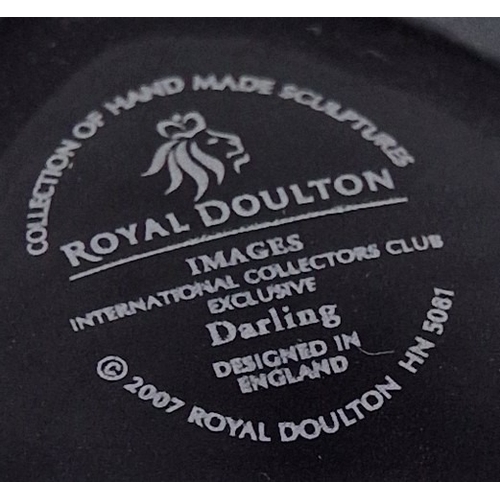 COLLECTION OF HAND MADE SCULPTURES
ROYAL DOULTON
IMAGES
INTERNATIONAL COLLECTORS CLUB
EXCLUSIVE
Darling
DESIGNED IN
ENGLAND
© 2007 ROYAL DOULTON HN 5081